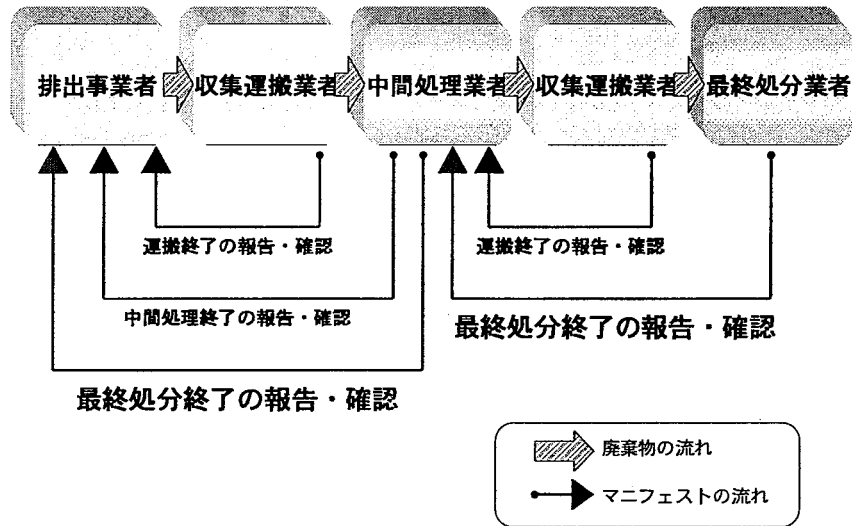 排出事業者
収集運搬業者
中間処理業者
収集運搬業者
最終処分業者
運搬終了の報告・確認
運搬終了の報告・確認
中間処理終了の報告・確認
最終処分終了の報告・確認
最終処分終了の報告・確認
廃棄物の流れ
マニフェストの流れ